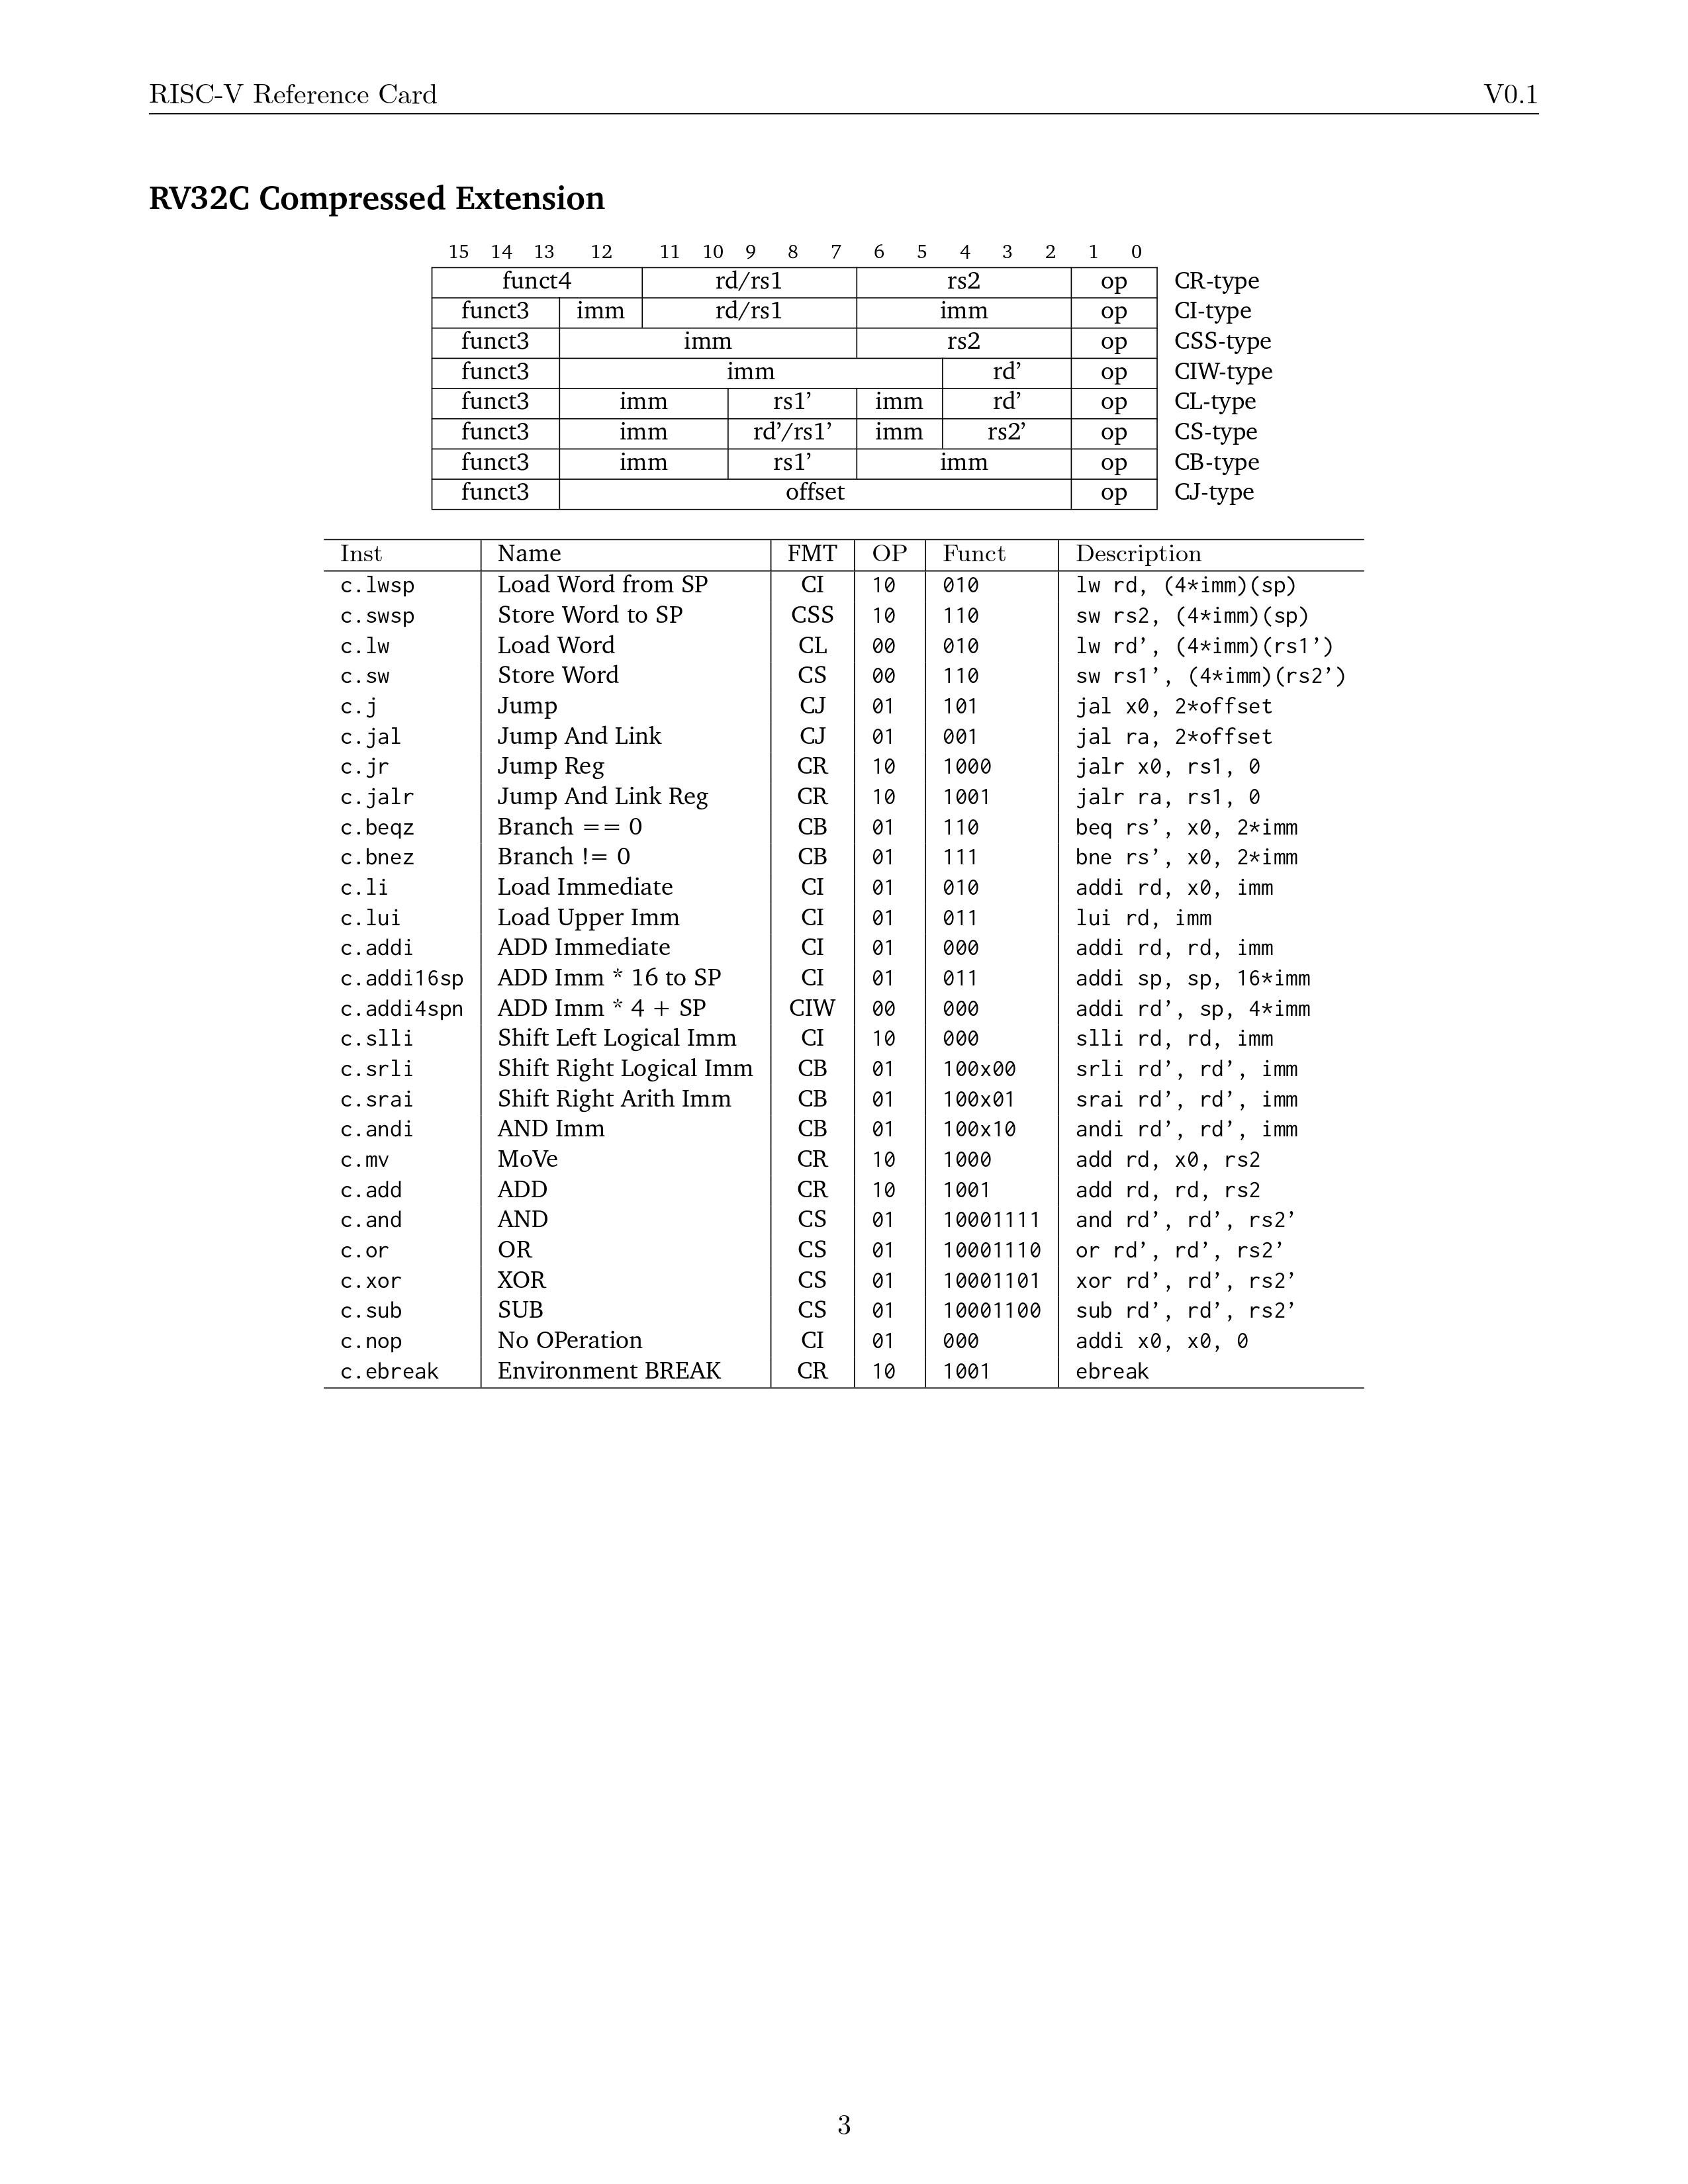 RISC-V Reference Card V0.1
RV32C Compressed Extension
15 14 13 12 11 10 9 8 7 6 5 4 3 2 1 0
funct4 rd/rs1 rs2 op CR-type
funct3 imm rd/rs1 imm op CI-type
funct3 imm rs2 op CSS-type
funct3 imm rd’ op CIW-type
funct3 imm rs1’ imm rd’ op CL-type
funct3 imm rd’/rs1’ imm rs2’ op CS-type
funct3 imm rs1’ imm op CB-type
funct3 offset op CJ-type
Inst Name FMT OP Funct Description
c.lwsp Load Word from SP CI 10 010 lw rd, (4*imm)(sp)
c.swsp Store Word to SP CSS 10 110 sw rs2, (4*imm)(sp)
c.lw Load Word CL 00 010 lw rd’, (4*imm)(rs1’)
c.sw Store Word CS 00 110 sw rs1’, (4*imm)(rs2’)
c.j Jump CJ 01 101 jal x0, 2*offset
c.jal Jump And Link CJ 01 001 jal ra, 2*offset
c.jr Jump Reg CR 10 1000 jalr x0, rs1, 0
c.jalr Jump And Link Reg CR 10 1001 jalr ra, rs1, 0
c.beqz Branch == 0 CB 01 110 beq rs’, x0, 2*imm
c.bnez Branch != 0 CB 01 111 bne rs’, x0, 2*imm
c.li Load Immediate CI 01 010 addi rd, x0, imm
c.lui Load Upper Imm CI 01 011 lui rd, imm
c.addi ADD Immediate CI 01 000 addi rd, rd, imm
c.addi16sp ADD Imm * 16 to SP CI 01 011 addi sp, sp, 16*imm
c.addi4spn ADD Imm * 4 + SP CIW 00 000 addi rd’, sp, 4*imm
c.slli Shift Left Logical Imm CI 10 000 slli rd, rd, imm
c.srli Shift Right Logical Imm CB 01 100x00 srli rd’, rd’, imm
c.srai Shift Right Arith Imm CB 01 100x01 srai rd’, rd’, imm
c.andi AND Imm CB 01 100x10 andi rd’, rd’, imm
c.mv MoVe CR 10 1000 add rd, x0, rs2
c.add ADD CR 10 1001 add rd, rd, rs2
c.and AND CS 01 10001111 and rd’, rd’, rs2’
c.or OR CS 01 10001110 or rd’, rd’, rs2’
c.xor XOR CS 01 10001101 xor rd’, rd’, rs2’
c.sub SUB CS 01 10001100 sub rd’, rd’, rs2’
c.nop No OPeration CI 01 000 addi x0, x0, 0
c.ebreak Environment BREAK CR 10 1001 ebreak
3